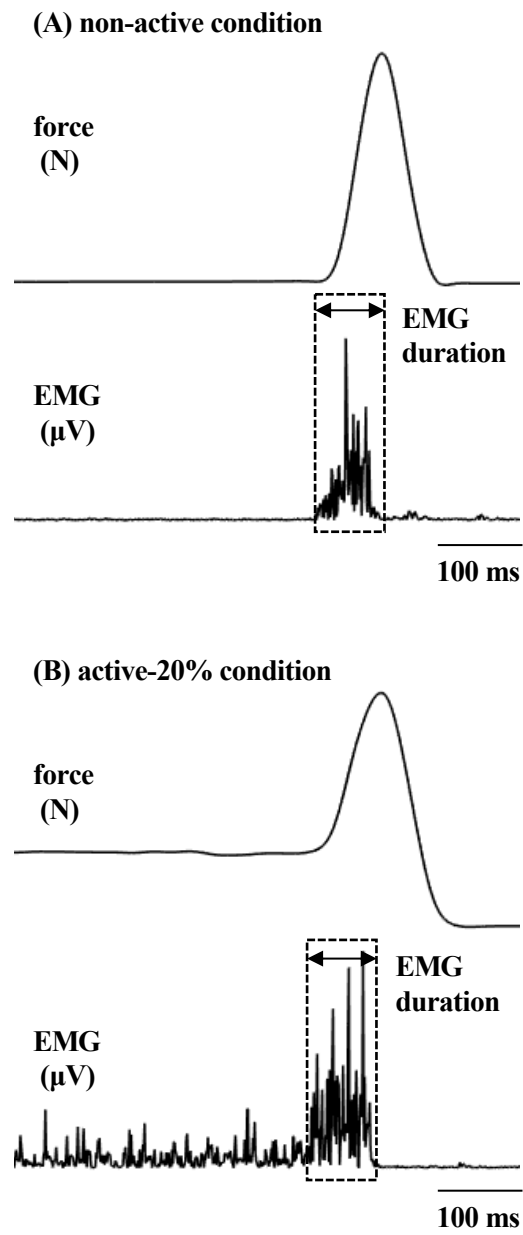 (A) non-active condition
force
(N)
EMG
duration
EMG
(μV)
100 ms
(B) active-20% condition
force
(N)
EMG
duration
EMG
(μV)
100 ms